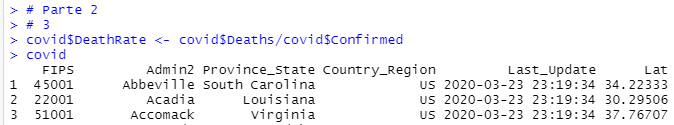 > # Parte 2
> # 3
> covid$DeathRate <- covid$Deaths/covid$Confirmed
> covid
FIPS Admin2 Province_State Country_Region Last_Update Lat
1 45001 Abbeville South Carolina US 2020-03-23 23:19:34 34.22333
2 22001 Acadia Louisiana US 2020-03-23 23:19:34 30.29506
3 51001 Accomack Virginia US 2020-03-23 23:19:34 37.76707